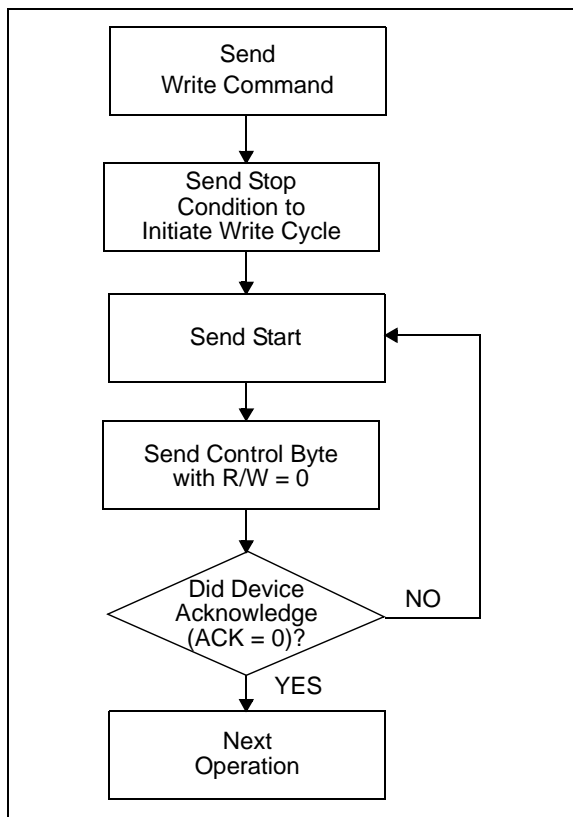 Send
Write Command
Send Stop
Condition to
Initiate Write Cycle
Send Start
Send Control Byte
with R/W = 0
Did Device
Acknowledge
(ACK = 0)?
NO
YES
Next
Operation